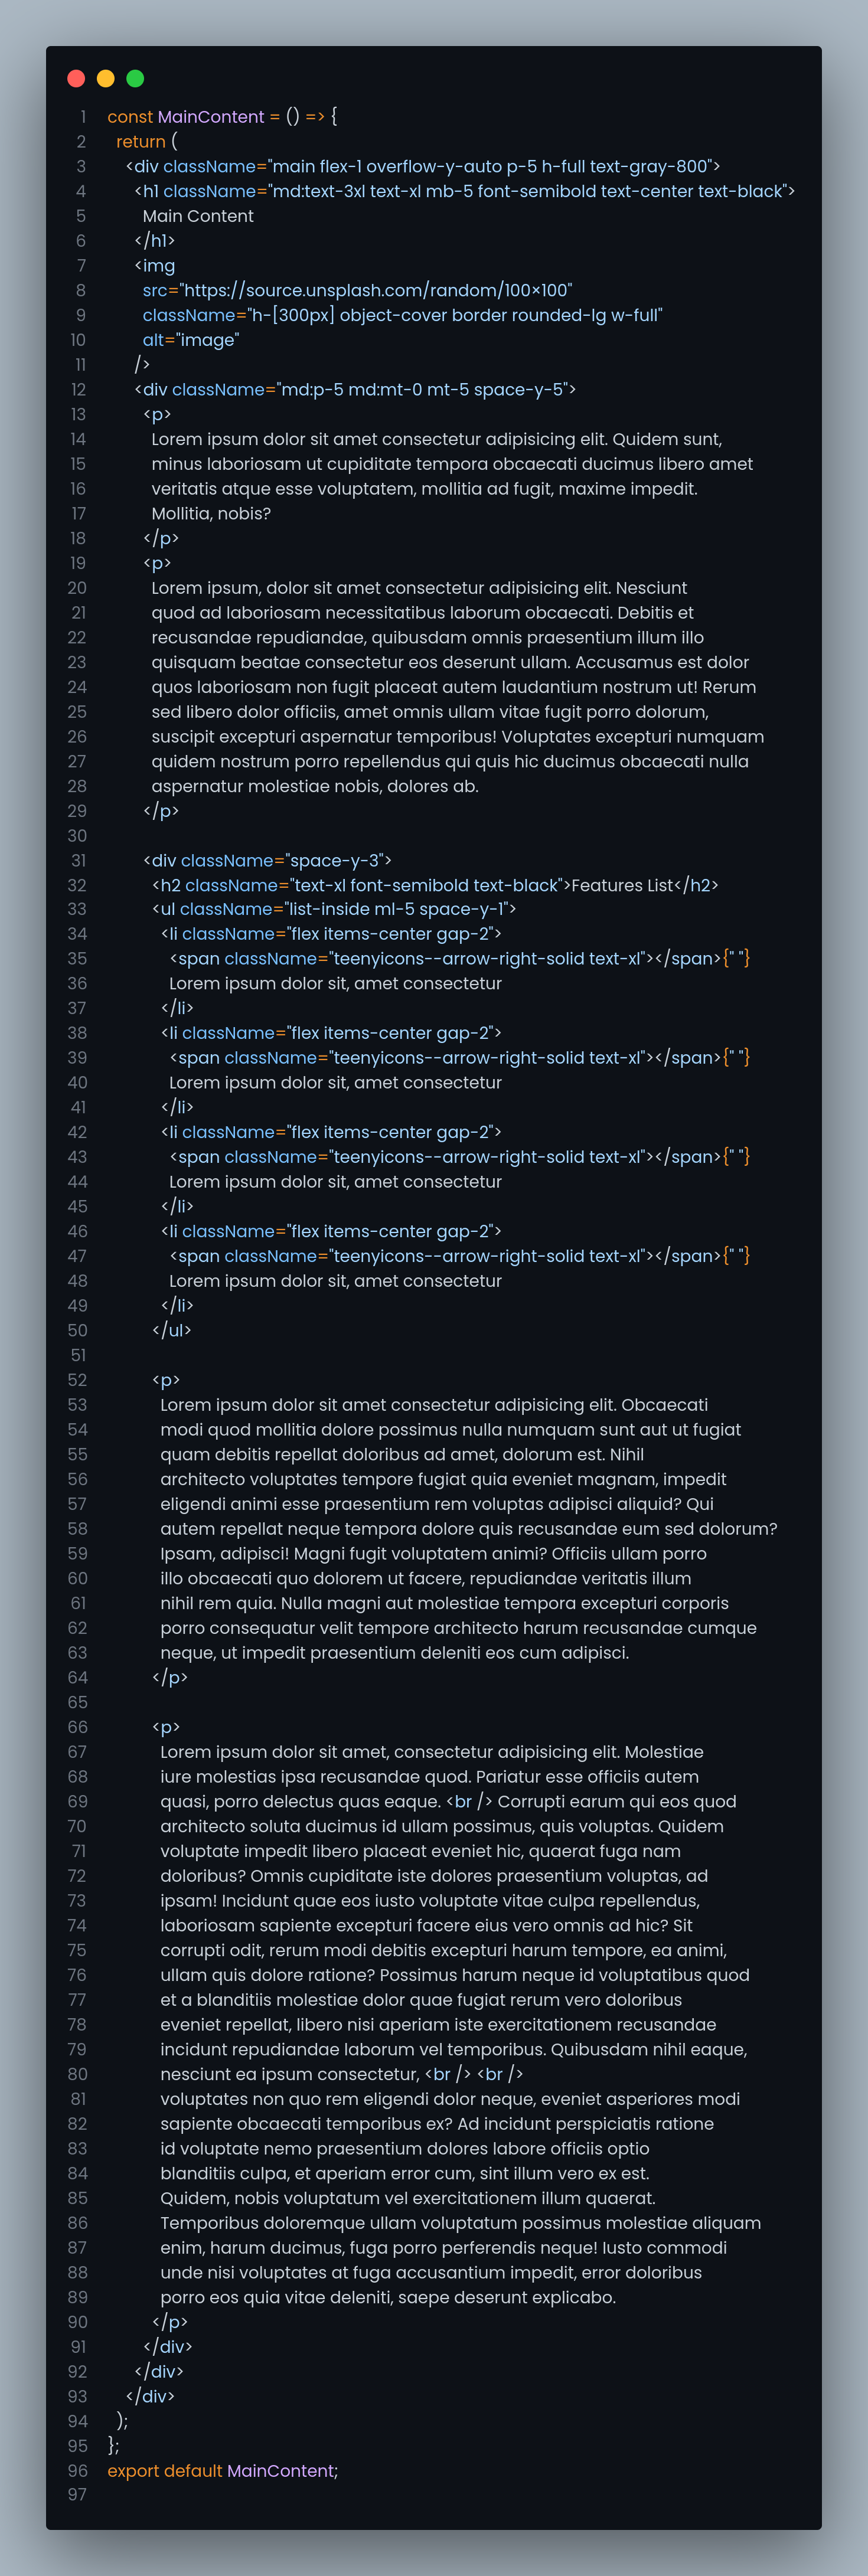 1 const MainContent = () => {
2   return (
3     <div className="main flex-1 overflow-y-auto p-5 h-full text-gray-800">
4       <h1 className="md:text-3xl text-xl mb-5 font-semibold text-center text-black">
5         Main Content
6       </h1>
7       <img
8         src="https://source.unsplash.com/random/100×100"
9         className="h-[300px] object-cover border rounded-lg w-full"
10         alt="image"
11       />
12       <div className="md:p-5 md:mt-0 mt-5 space-y-5">
13         <p>
14           Lorem ipsum dolor sit amet consectetur adipisicing elit. Quidem sunt,
15           minus laboriosam ut cupiditate tempora obcaecati ducimus libero amet
16           veritatis atque esse voluptatem, mollitia ad fugit, maxime impedit.
17           Mollitia, nobis?
18         </p>
19         <p>
20           Lorem ipsum, dolor sit amet consectetur adipisicing elit. Nesciunt
21           quod ad laboriosam necessitatibus laborum obcaecati. Debitis et
22           recusandae repudiandae, quibusdam omnis praesentium illum illo
23           quisquam beatae consectetur eos deserunt ullam. Accusamus est dolor
24           quos laboriosam non fugit placeat autem laudantium nostrum ut! Rerum
25           sed libero dolor officiis, amet omnis ullam vitae fugit porro dolorum,
26           suscipit excepturi aspernatur temporibus! Voluptates excepturi numquam
27           quidem nostrum porro repellendus qui quis hic ducimus obcaecati nulla
28           aspernatur molestiae nobis, dolores ab.
29         </p>
30
31         <div className="space-y-3">
32           <h2 className="text-xl font-semibold text-black">Features List</h2>
33           <ul className="list-inside ml-5 space-y-1">
34             <li className="flex items-center gap-2">
35               <span className="teenyicons--arrow-right-solid text-xl"></span>{" "}
36               Lorem ipsum dolor sit, amet consectetur
37             </li>
38             <li className="flex items-center gap-2">
39               <span className="teenyicons--arrow-right-solid text-xl"></span>{" "}
40               Lorem ipsum dolor sit, amet consectetur
41             </li>
42             <li className="flex items-center gap-2">
43               <span className="teenyicons--arrow-right-solid text-xl"></span>{" "}
44               Lorem ipsum dolor sit, amet consectetur
45             </li>
46             <li className="flex items-center gap-2">
47               <span className="teenyicons--arrow-right-solid text-xl"></span>{" "}
48               Lorem ipsum dolor sit, amet consectetur
49             </li>
50           </ul>
51
52           <p>
53             Lorem ipsum dolor sit amet consectetur adipisicing elit. Obcaecati
54             modi quod mollitia dolore possimus nulla numquam sunt aut ut fugiat
55             quam debitis repellat doloribus ad amet, dolorum est. Nihil
56             architecto voluptates tempore fugiat quia eveniet magnam, impedit
57             eligendi animi esse praesentium rem voluptas adipisci aliquid? Qui
58             autem repellat neque tempora dolore quis recusandae eum sed dolorum?
59             Ipsam, adipisci! Magni fugit voluptatem animi? Officiis ullam porro
60             illo obcaecati quo dolorem ut facere, repudiandae veritatis illum
61             nihil rem quia. Nulla magni aut molestiae tempora excepturi corporis
62             porro consequatur velit tempore architecto harum recusandae cumque
63             neque, ut impedit praesentium deleniti eos cum adipisci.
64           </p>
65
66           <p>
67             Lorem ipsum dolor sit amet, consectetur adipisicing elit. Molestiae
68             iure molestias ipsa recusandae quod. Pariatur esse officiis autem
69             quasi, porro delectus quas eaque. <br /> Corrupti earum qui eos quod
70             architecto soluta ducimus id ullam possimus, quis voluptas. Quidem
71             voluptate impedit libero placeat eveniet hic, quaerat fuga nam
72             doloribus? Omnis cupiditate iste dolores praesentium voluptas, ad
73             ipsam! Incidunt quae eos iusto voluptate vitae culpa repellendus,
74             laboriosam sapiente excepturi facere eius vero omnis ad hic? Sit
75             corrupti odit, rerum modi debitis excepturi harum tempore, ea animi,
76             ullam quis dolore ratione? Possimus harum neque id voluptatibus quod
77             et a blanditiis molestiae dolor quae fugiat rerum vero doloribus
78             eveniet repellat, libero nisi aperiam iste exercitationem recusandae
79             incidunt repudiandae laborum vel temporibus. Quibusdam nihil eaque,
80             nesciunt ea ipsum consectetur, <br /> <br />
81             voluptates non quo rem eligendi dolor neque, eveniet asperiores modi
82             sapiente obcaecati temporibus ex? Ad incidunt perspiciatis ratione
83             id voluptate nemo praesentium dolores labore officiis optio
84             blanditiis culpa, et aperiam error cum, sint illum vero ex est.
85             Quidem, nobis voluptatum vel exercitationem illum quaerat.
86             Temporibus doloremque ullam voluptatum possimus molestiae aliquam
87             enim, harum ducimus, fuga porro perferendis neque! Iusto commodi
88             unde nisi voluptates at fuga accusantium impedit, error doloribus
89             porro eos quia vitae deleniti, saepe deserunt explicabo.
90           </p>
91         </div>
92       </div>
93     </div>
94   );
95 };
96 export default MainContent;
97